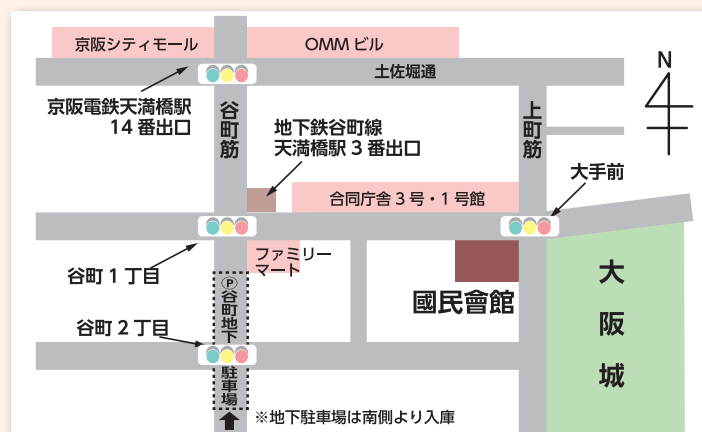 京阪シティモール
OMMビル
土佐堀通
N
京阪電鉄天満橋駅
14番出口
谷町筋
地下鉄谷町線
天満橋駅3番出口
上町筋
大手前
合同庁舎3号・1号館
ファミリー
マート
谷町1丁目
國民會館
大阪城
谷町2丁目
Ⓟ谷町地下駐車場
※地下駐車場は南側より入庫